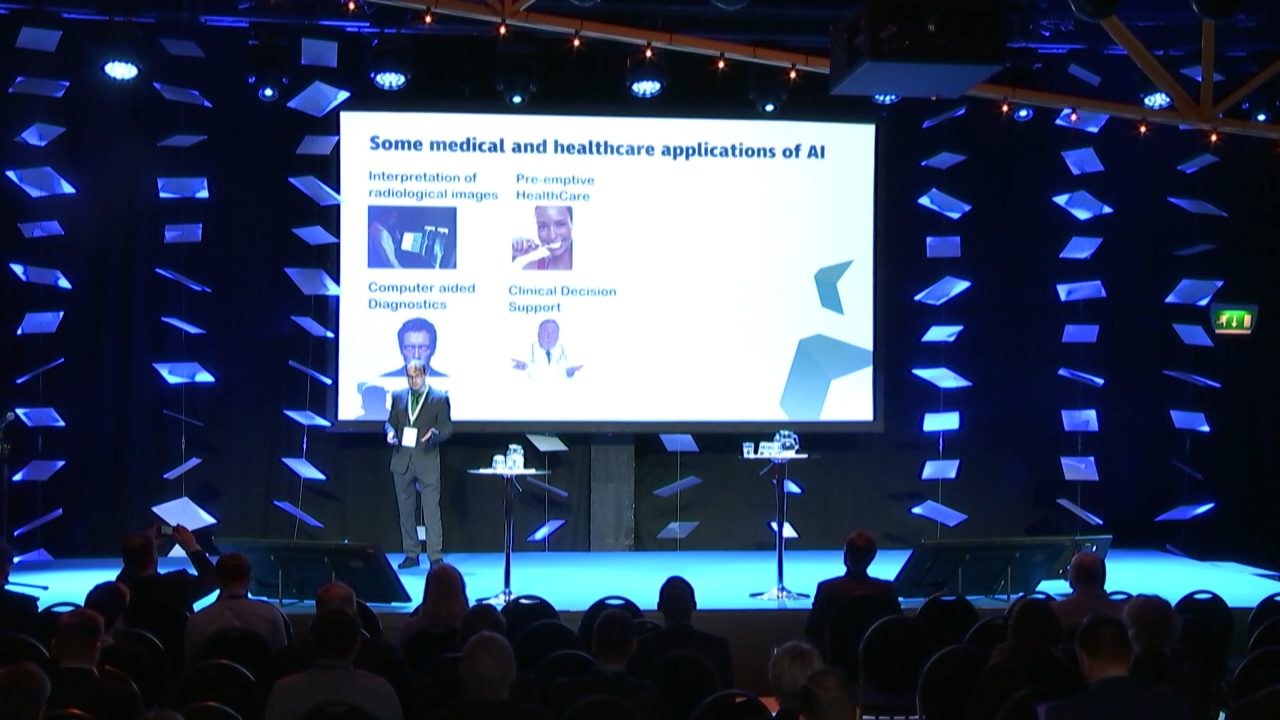 Some medical and healthcare applications of AI
Interpretation of
radiological images
Pre-emptive
HealthCare
Computer aided
Diagnostics
Clinical Decision
Support